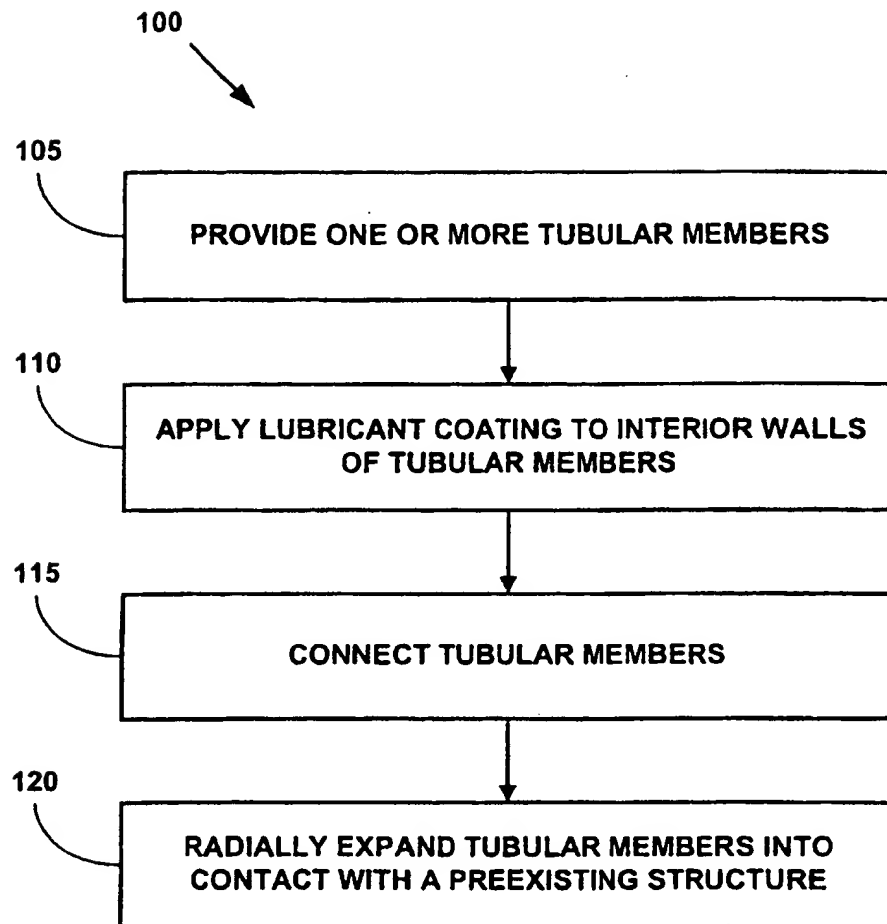 100
105
PROVIDE ONE OR MORE TUBULAR MEMBERS
110
APPLY LUBRICANT COATING TO INTERIOR WALLS
OF TUBULAR MEMBERS
115
CONNECT TUBULAR MEMBERS
120
RADIALLY EXPAND TUBULAR MEMBERS INTO
CONTACT WITH A PREEXISTING STRUCTURE